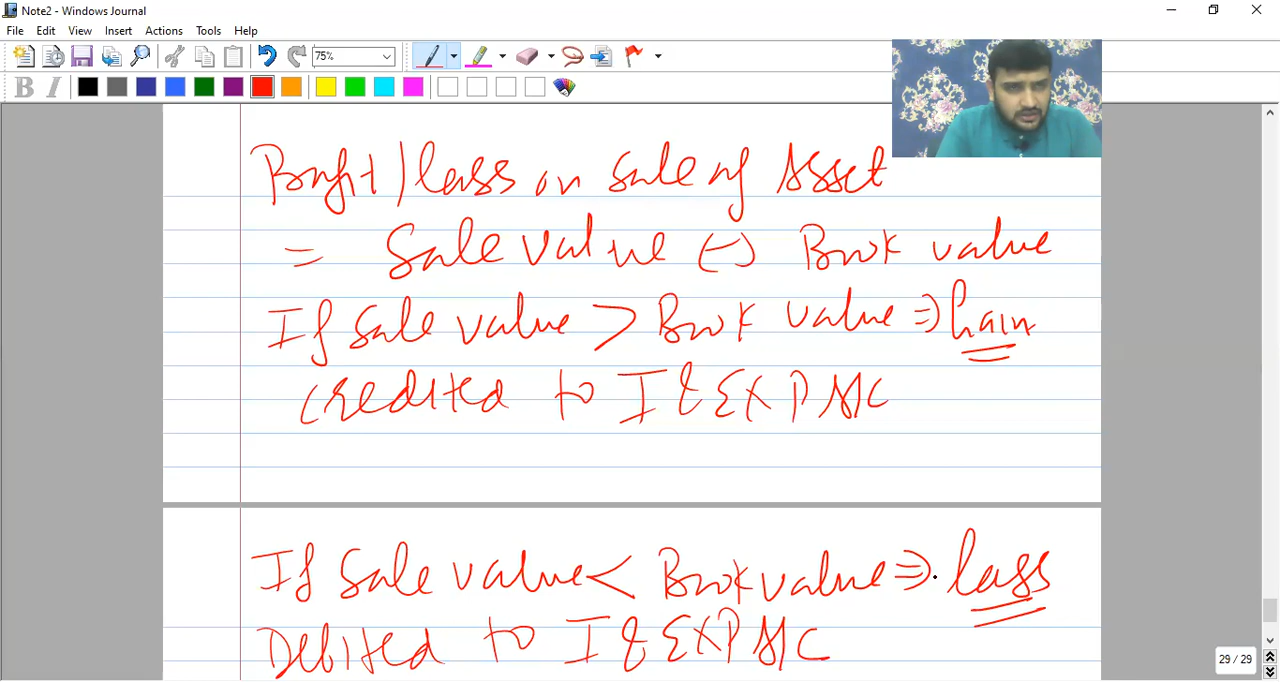 Note2 - Windows Journal
File Edit View Insert Actions Tools Help
75%
B I
Profit/loss on sale of Asset
= Sale value (-) Book value
If sale value > Book value ⇒ Gain
credited to I & EXP A/C
If Sale value < Book value ⇒ loss
Debited to I & EXP A/C
29 / 29